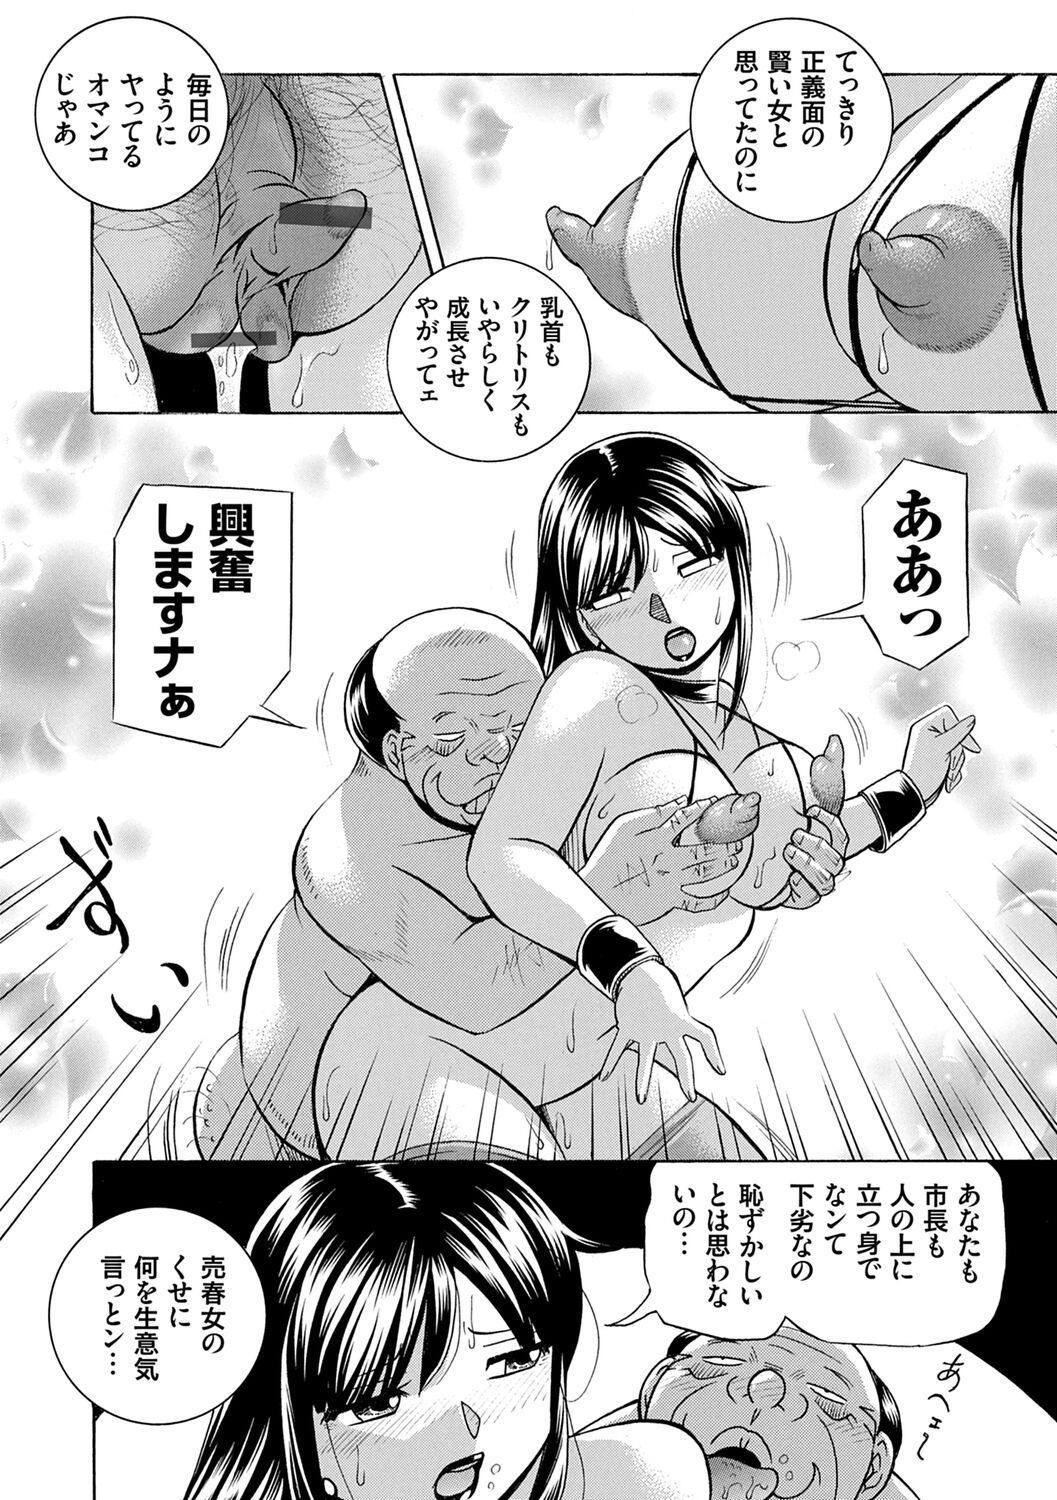 てっきり
正義面の
賢い女と
思ってたのに
乳首も
クリトリスも
いやらしく
成長させ
やがってェ
毎日の
ように
ヤってる
オマンコ
じゃあ
ああっ
興奮
しますナぁ
ずい
あなたも
市長も
人の上に
立つ身で
なンて
下劣なの
恥ずかしい
とは思わな
いの…
あへェ〜
売春女の
くせに
何を生意気
言っとン…